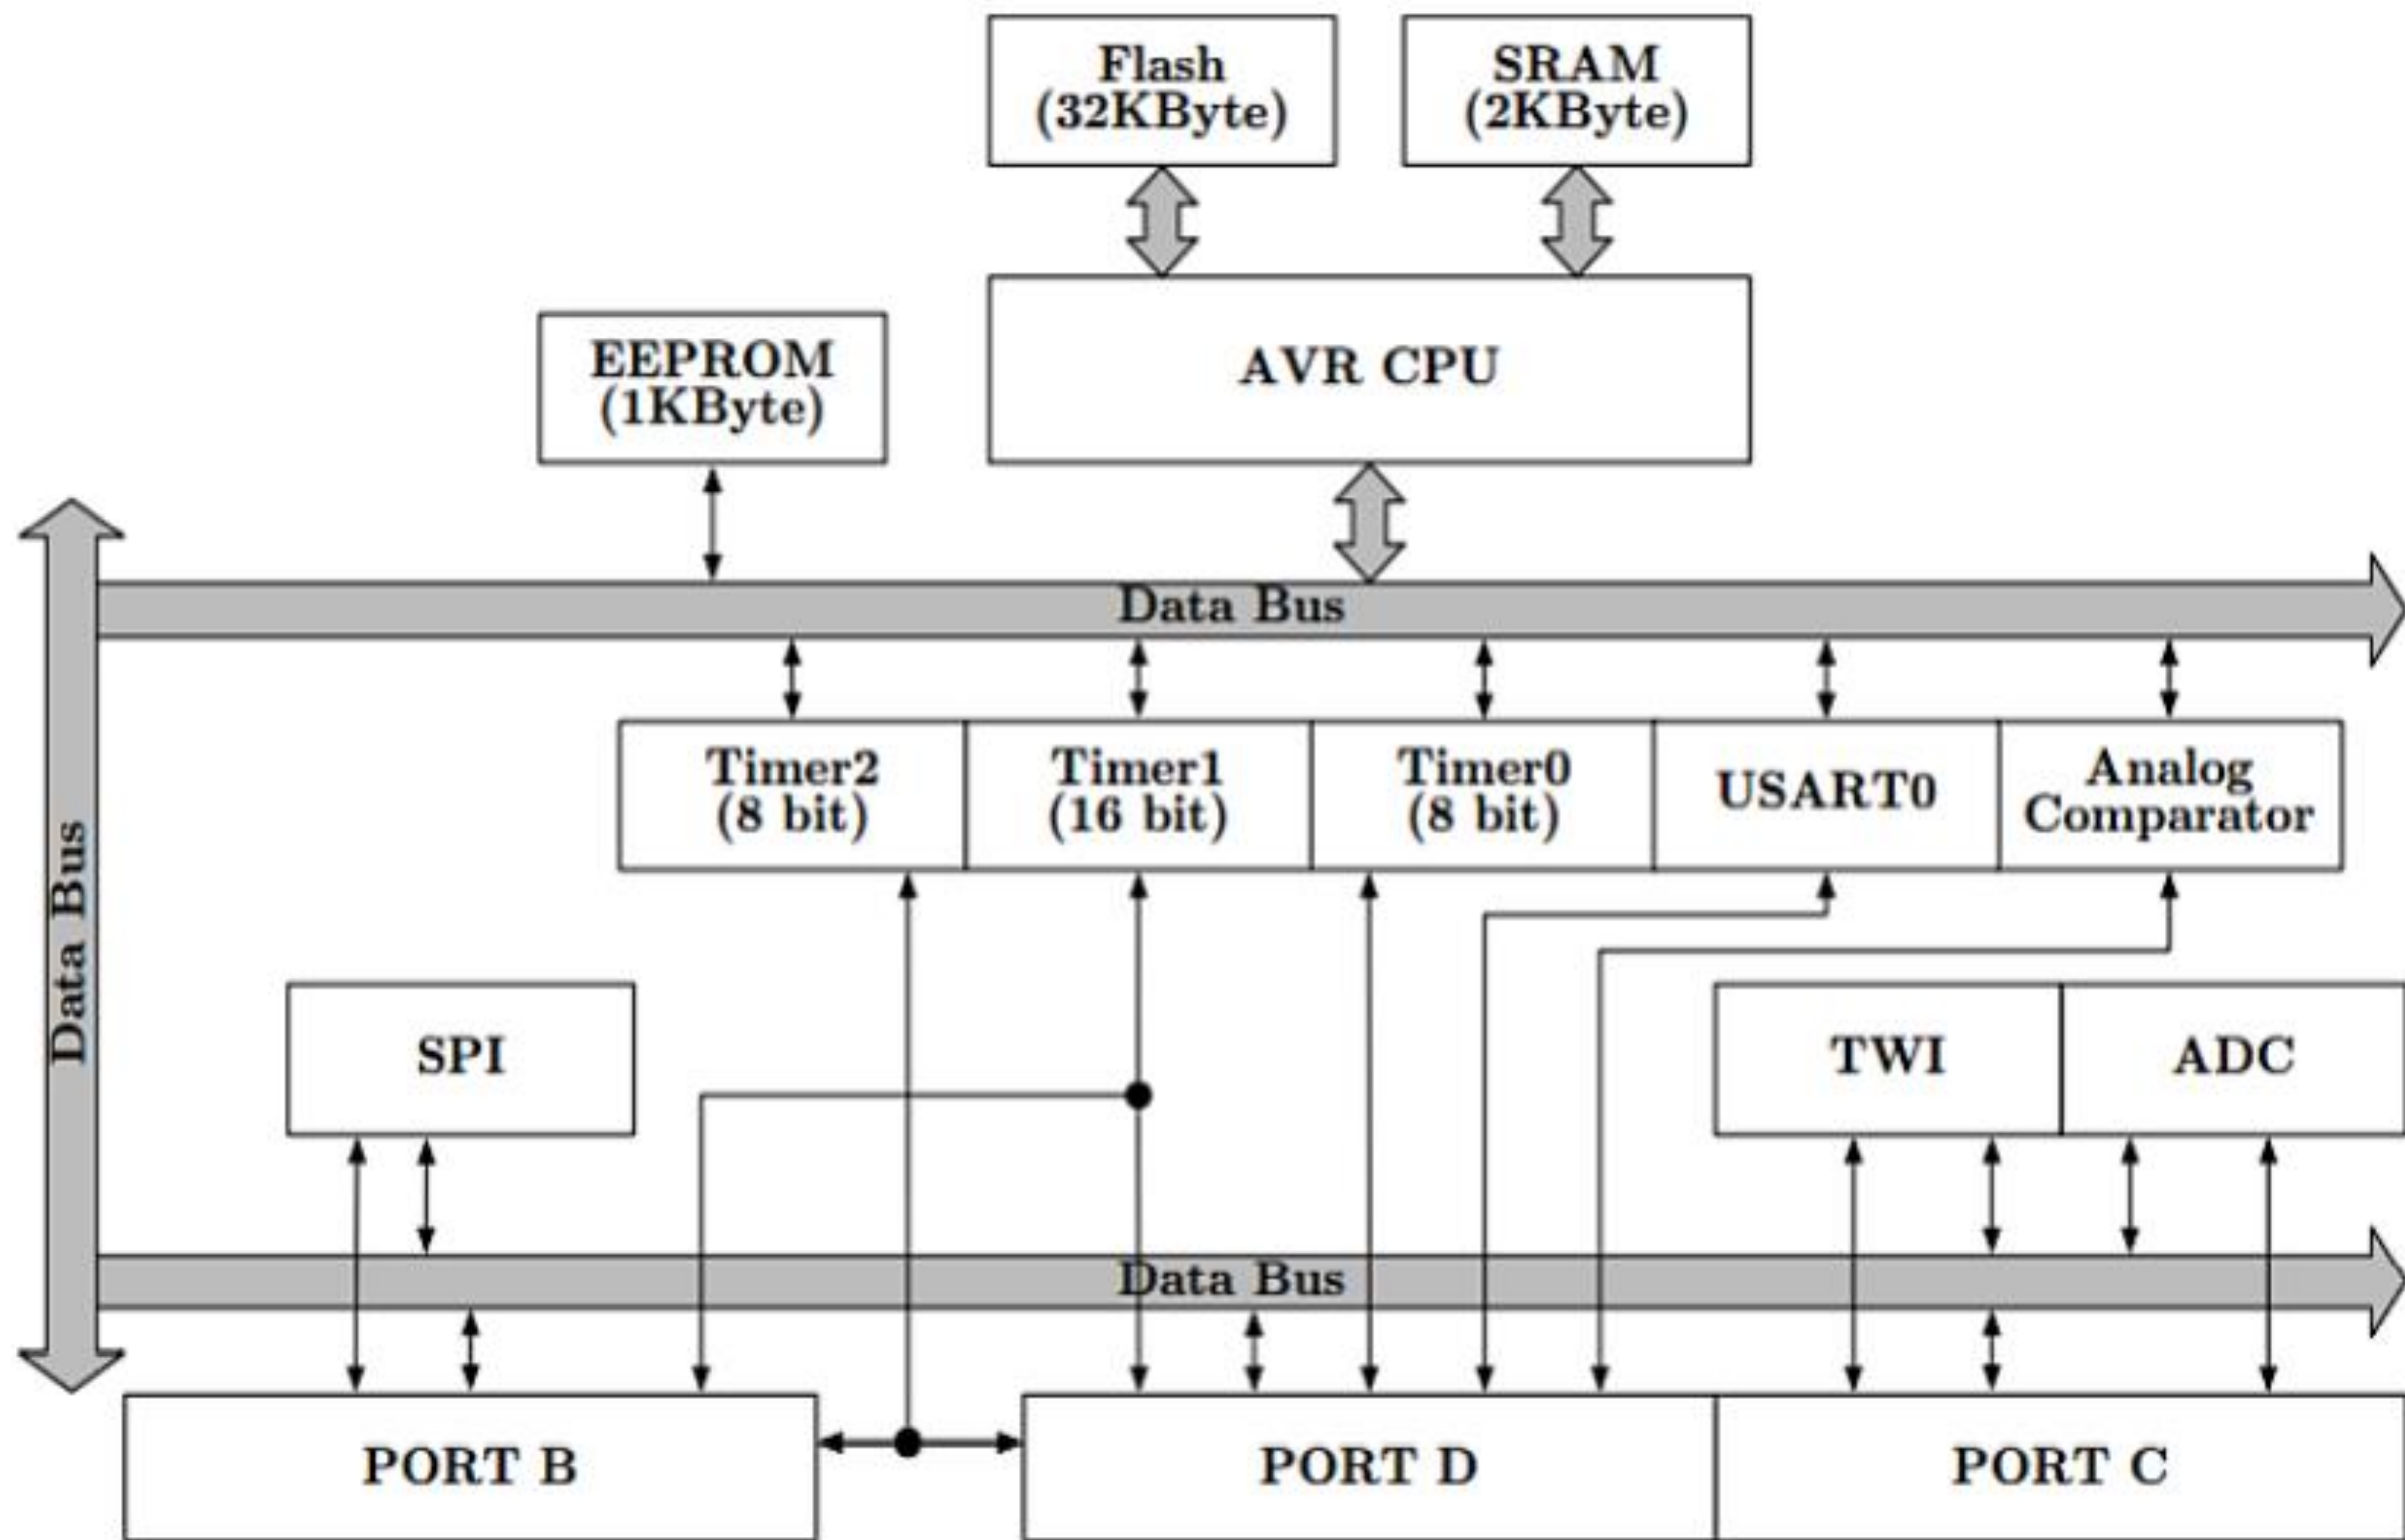 Flash
(32KByte)
SRAM
(2KByte)
EEPROM
(1KByte)
AVR CPU
Data Bus
Data Bus
Timer2
(8 bit)
Timer1
(16 bit)
Timer0
(8 bit)
USART0
Analog
Comparator
SPI
TWI
ADC
Data Bus
PORT B
PORT D
PORT C